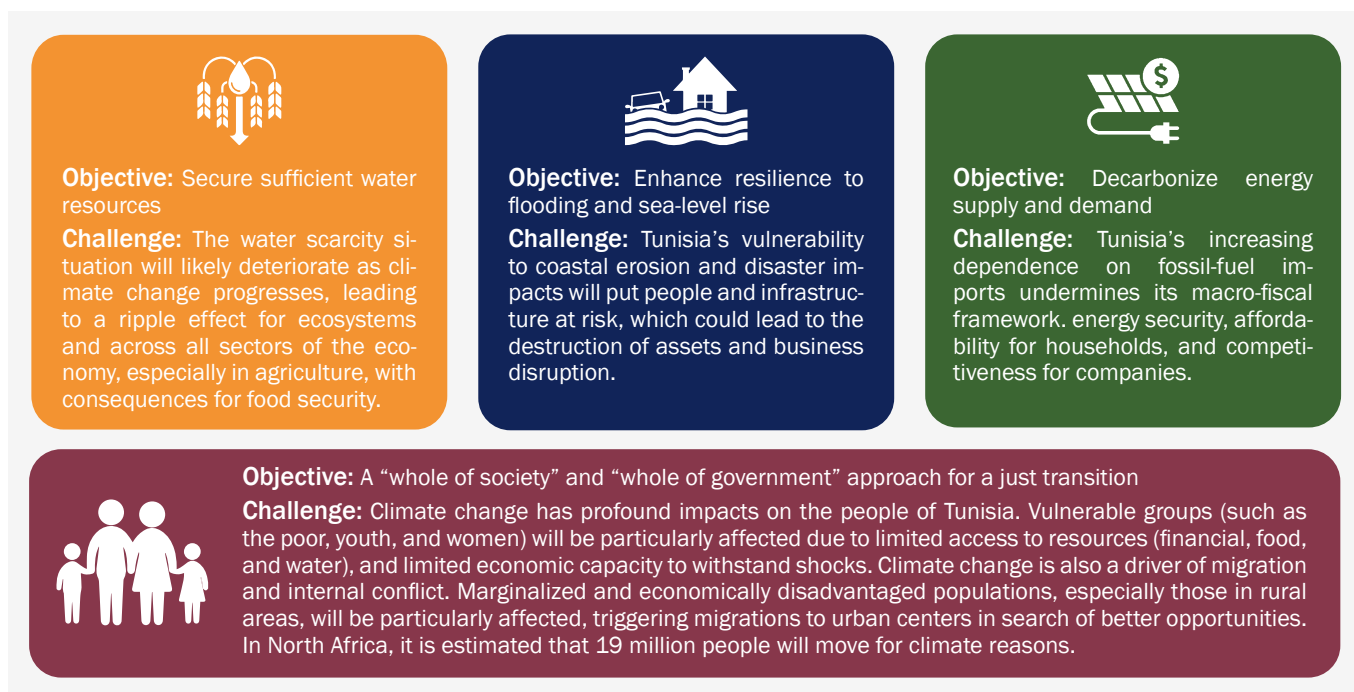 Objective: Secure sufficient water
resources
Challenge: The water scarcity si-
tuation will likely deteriorate as cli-
mate change progresses, leading
to a ripple effect for ecosystems
and across all sectors of the eco-
nomy, especially in agriculture, with
consequences for food security.
Objective: Enhance resilience to
flooding and sea-level rise
Challenge: Tunisia's vulnerability
to coastal erosion and disaster im-
pacts will put people and infrastruc-
ture at risk, which could lead to the
destruction of assets and business
disruption.
$
Objective: Decarbonize energy
supply and demand
Challenge: Tunisia's increasing
dependence on fossil-fuel im-
ports undermines its macro-fiscal
framework. energy security, afforda-
bility for households, and competi-
tiveness for companies.
Objective: A “whole of society” and “whole of government” approach for a just transition
Challenge: Climate change has profound impacts on the people of Tunisia. Vulnerable groups (such as
the poor, youth, and women) will be particularly affected due to limited access to resources (financial, food,
and water), and limited economic capacity to withstand shocks. Climate change is also a driver of migration
and internal conflict. Marginalized and economically disadvantaged populations, especially those in rural
areas, will be particularly affected, triggering migrations to urban centers in search of better opportunities.
In North Africa, it is estimated that 19 million people will move for climate reasons.